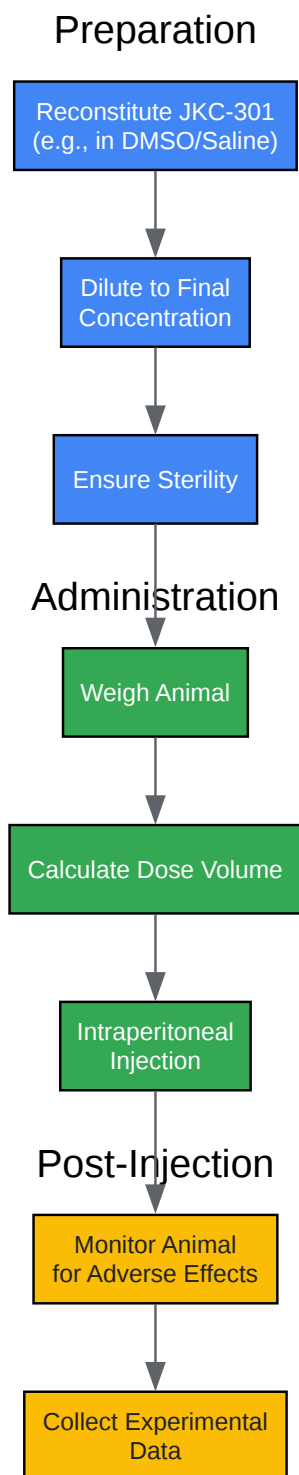 Preparation
Reconstitute JKC-301
(e.g., in DMSO/Saline)
Dilute to Final
Concentration
Ensure Sterility
Administration
Weigh Animal
Calculate Dose Volume
Intraperitoneal
Injection
Post-Injection
Monitor Animal
for Adverse Effects
Collect Experimental
Data